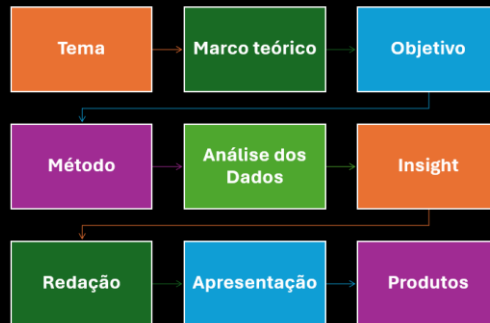 Tema
Marco teórico
Objetivo
Método
Análise dos
Dados
Insight
Redação
Apresentação
Produtos